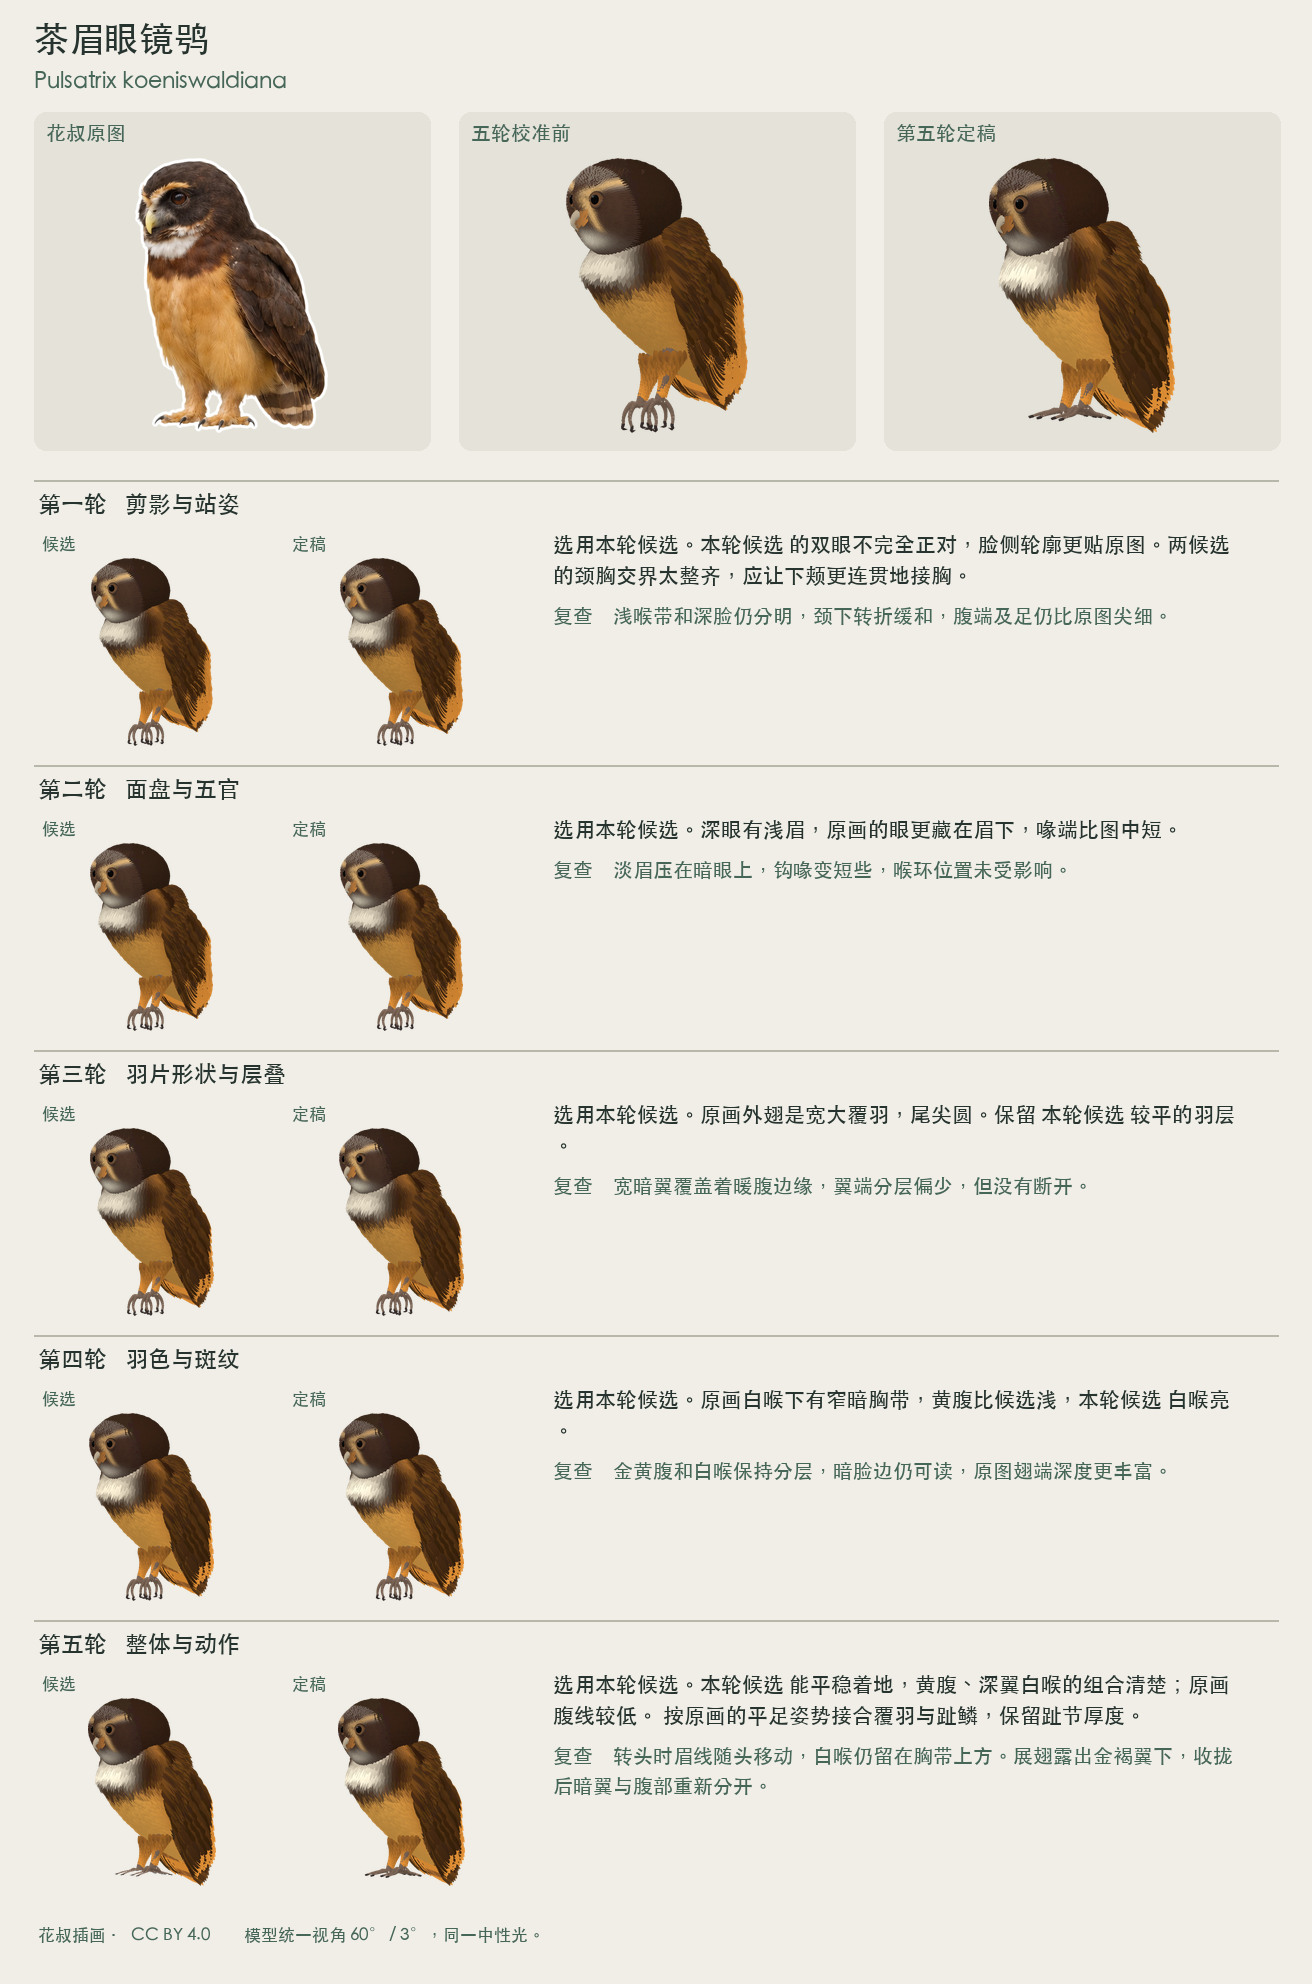 茶眉眼镜鸮
Pulsatrix koeniswaldiana
花叔原图
五轮校准前
第五轮定稿
第一轮 剪影与站姿
候选
定稿
选用本轮候选。本轮候选 的双眼不完全正对，脸侧轮廓更贴原图。两候选
的颈胸交界太整齐，应让下颊更连贯地接胸。
复查 浅喉带和深脸仍分明，颈下转折缓和，腹端及足仍比原图尖细。
第二轮 面盘与五官
候选
定稿
选用本轮候选。深眼有浅眉，原画的眼更藏在眉下，喙端比图中短。
复查 淡眉压在暗眼上，钩喙变短些，喉环位置未受影响。
第三轮 羽片形状与层叠
候选
定稿
选用本轮候选。原画外翅是宽大覆羽，尾尖圆。保留 本轮候选 较平的羽层
。
复查 宽暗翼覆盖着暖腹边缘，翼端分层偏少，但没有断开。
第四轮 羽色与斑纹
候选
定稿
选用本轮候选。原画白喉下有窄暗胸带，黄腹比候选浅，本轮候选 白喉亮
。
复查 金黄腹和白喉保持分层，暗脸边仍可读，原图翅端深度更丰富。
第五轮 整体与动作
候选
定稿
选用本轮候选。本轮候选 能平稳着地，黄腹、深翼白喉的组合清楚；原画
腹线较低。 按原画的平足姿势接合覆羽与趾鳞，保留趾节厚度。
复查 转头时眉线随头移动，白喉仍留在胸带上方。展翅露出金褐翼下，收拢
后暗翼与腹部重新分开。
花叔插画 · CC BY 4.0 模型统一视角 60° / 3°，同一中性光。